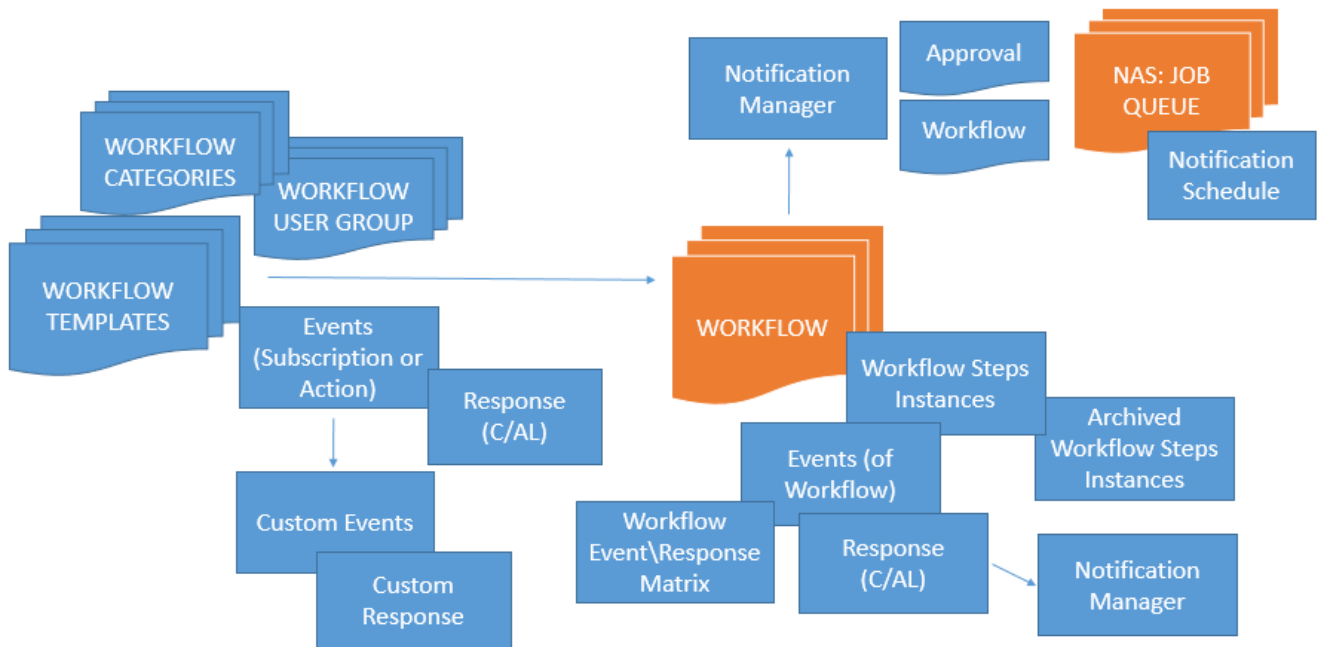 WORKFLOW
CATEGORIES
WORKFLOW
USER GROUP
WORKFLOW
TEMPLATES
Events
(Subscription or
Action)
Response
(C/AL)
Custom Events
Custom
Response
Notification
Manager
Approval
Workflow
NAS: JOB
QUEUE
Notification
Schedule
WORKFLOW
Workflow Steps
Instances
Archived
Workflow Steps
Instances
Events (of
Workflow)
Workflow
Event\Response
Matrix
Response
(C/AL)
Notification
Manager